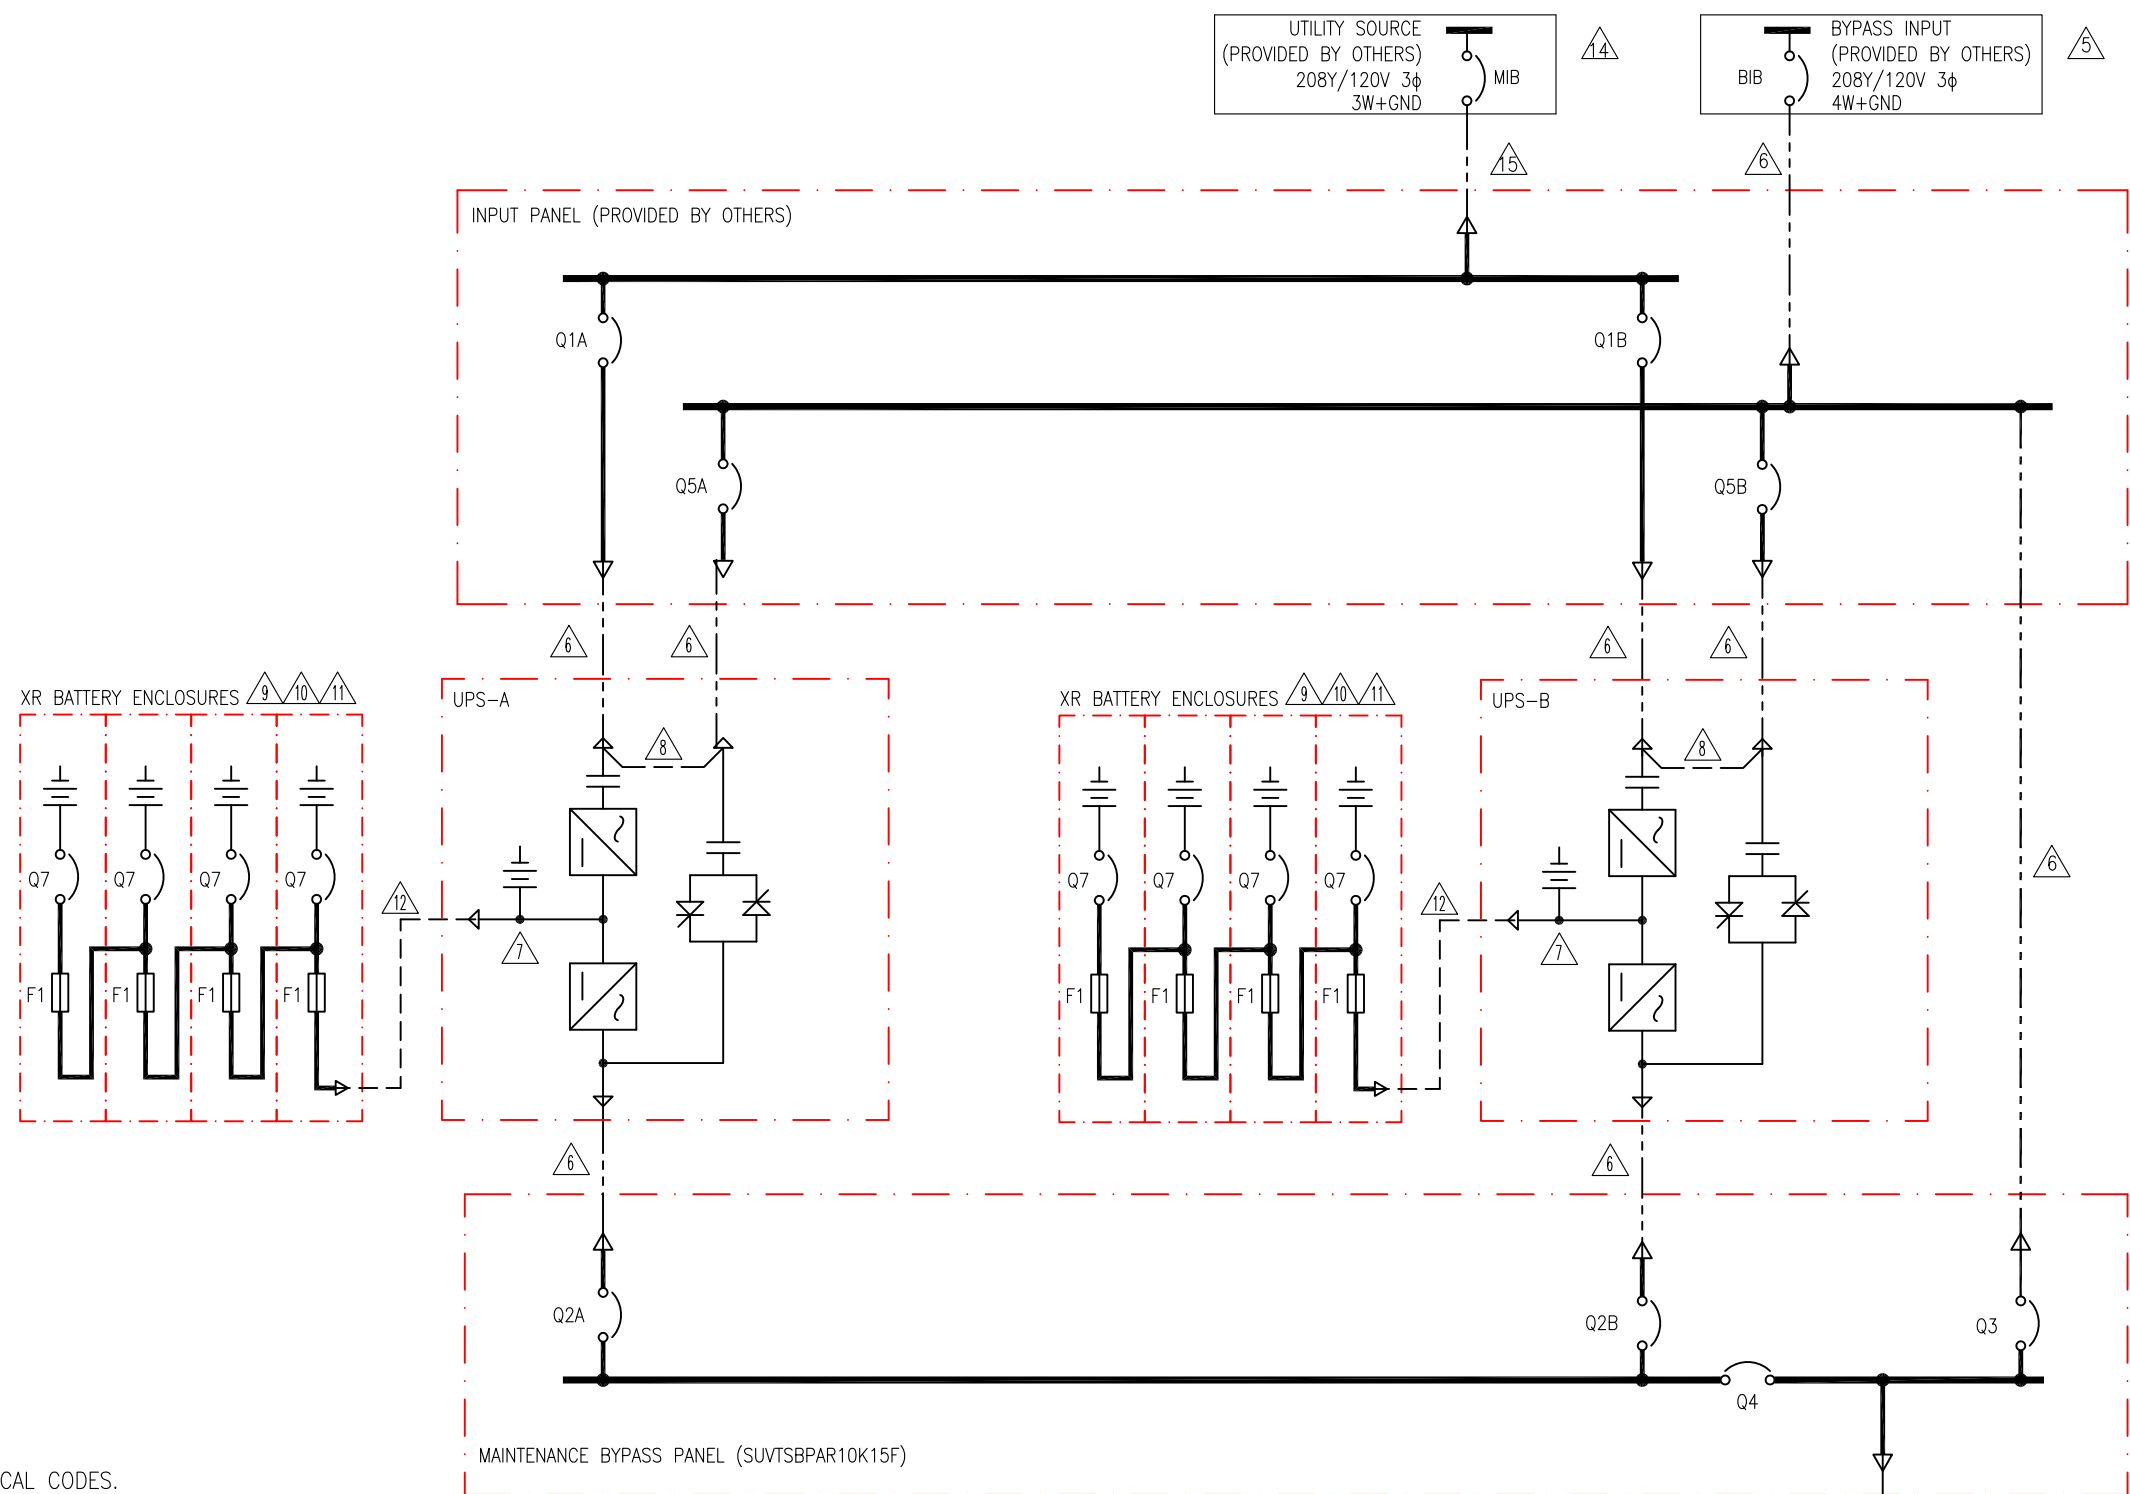 UTILITY SOURCE
(PROVIDED BY OTHERS)
208Y/120V 3ϕ
3W+GND
MIB
14
BIB
BYPASS INPUT
(PROVIDED BY OTHERS)
208Y/120V 3ϕ
4W+GND
5
15
6
INPUT PANEL (PROVIDED BY OTHERS)
Q1A
Q1B
Q5A
Q5B
6
6
6
6
XR BATTERY ENCLOSURES 9 10 11
UPS-A
XR BATTERY ENCLOSURES 9 10 11
UPS-B
8
8
Q7 Q7 Q7 Q7
12
7
Q7 Q7 Q7 Q7
12
7
6
F1 F1 F1 F1
F1 F1 F1 F1
6
6
Q2A
Q2B
Q3
Q4
MAINTENANCE BYPASS PANEL (SUVTSBPAR10K15F)
CAL CODES.